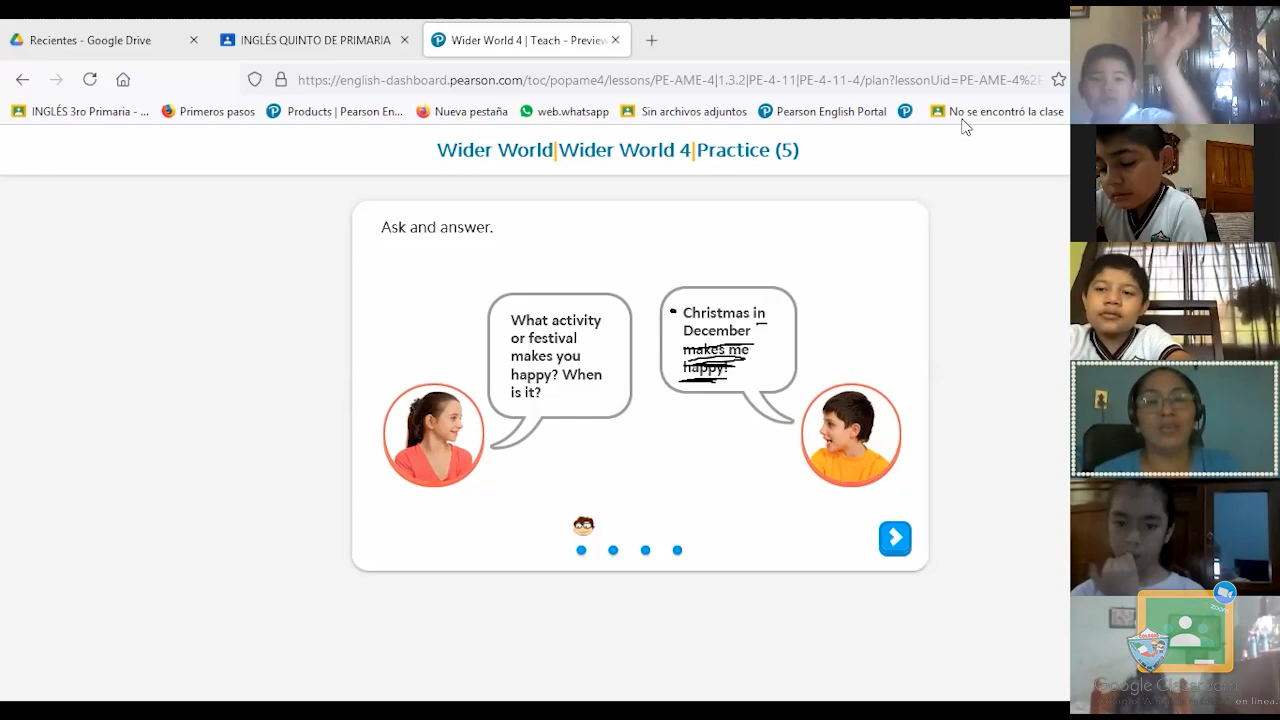 Recientes - Google Drive
INGLÉS QUINTO DE PRIMARIA
Wider World 4 | Teach - Preview
https://english-dashboard.pearson.com/toc/popame4/lessons/PE-AME-4|1.3.2|PE-4-11|PE-4-11-4/plan?lessonUid=PE-AME-4%2
INGLÉS 3ro Primaria - ...
Primeros pasos
Products | Pearson En...
Nueva pestaña
web.whatsapp
Sin archivos adjuntos
Pearson English Portal
No se encontró la clase
Wider World|Wider World 4|Practice (5)
Ask and answer.
What activity
or festival
makes you
happy? When
is it?
Christmas in
December
makes me
happy!
zoom
COLEGIO
Google Classroom
on línea.